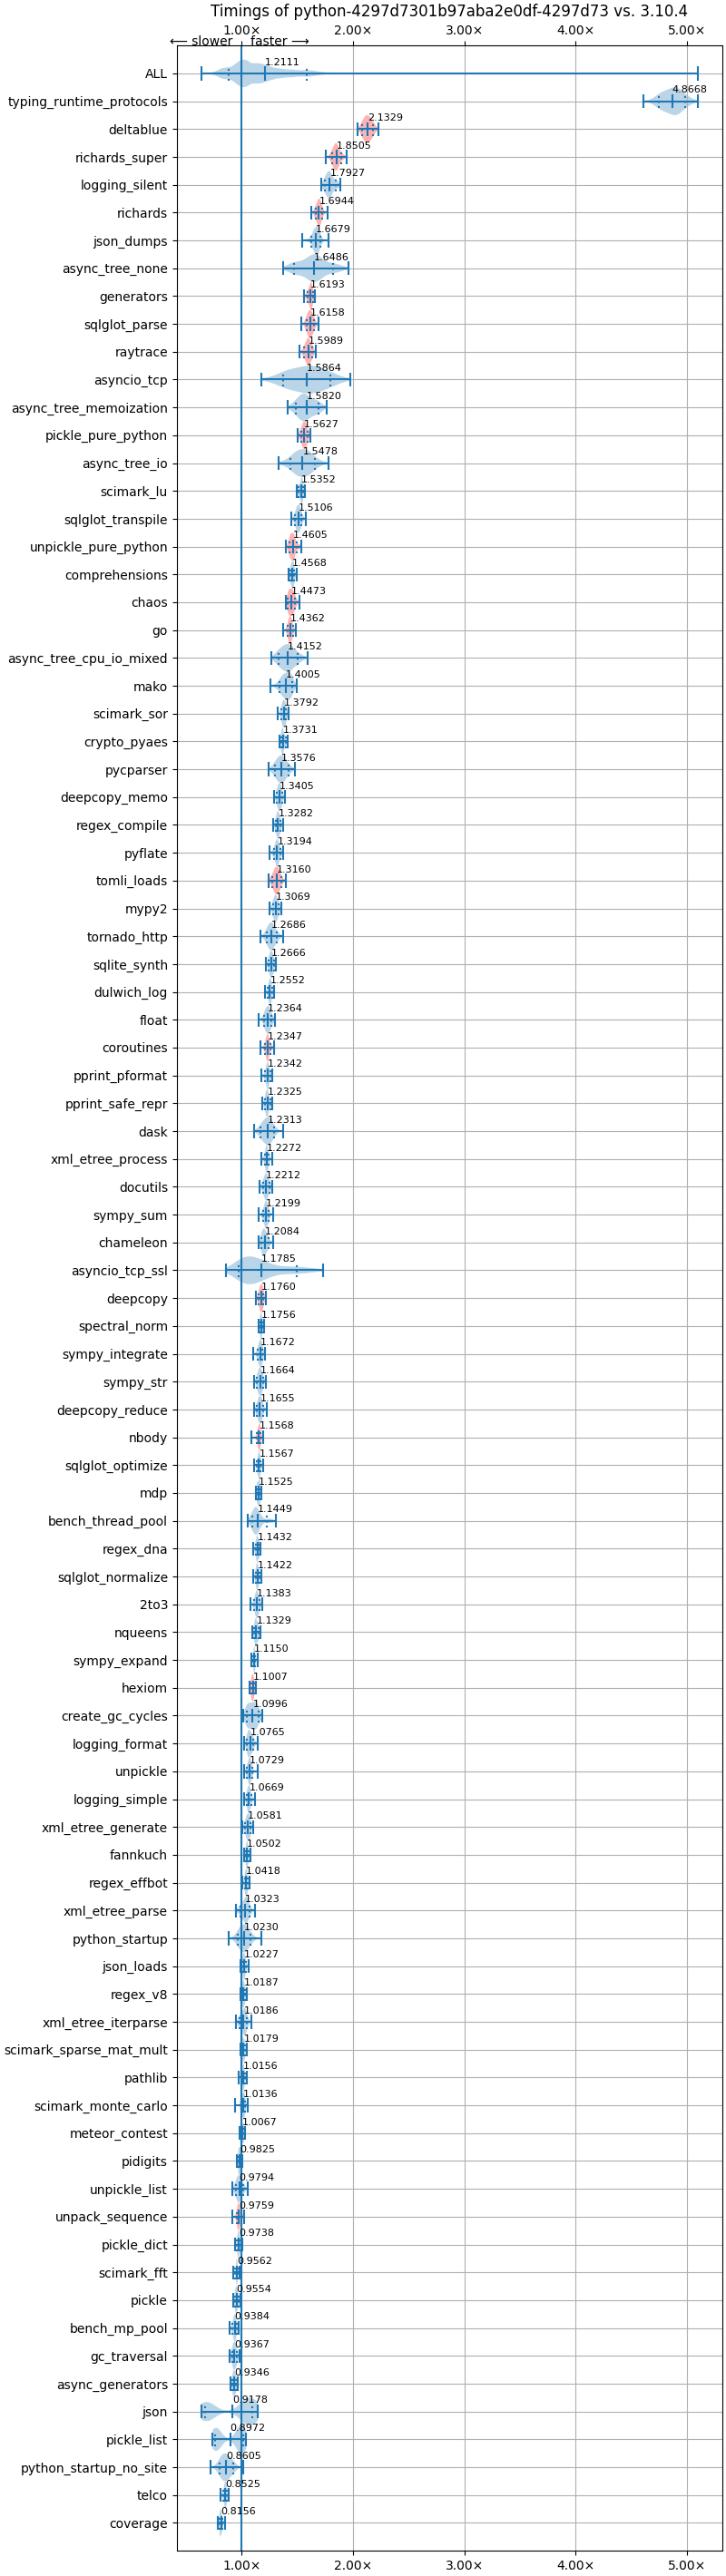 Timings of python-4297d7301b97aba2e0df-4297d73 vs. 3.10.4
1.00× 2.00× 3.00× 4.00× 5.00×
⟵ slower faster ⟶
ALL 1.2111
typing_runtime_protocols 4.8668
deltablue 2.1329
richards_super 1.8505
logging_silent 1.7927
richards 1.6944
json_dumps 1.6679
async_tree_none 1.6486
generators 1.6193
sqlglot_parse 1.6158
raytrace 1.5989
asyncio_tcp 1.5864
async_tree_memoization 1.5820
pickle_pure_python 1.5627
async_tree_io 1.5478
scimark_lu 1.5352
sqlglot_transpile 1.5106
unpickle_pure_python 1.4605
comprehensions 1.4568
chaos 1.4473
go 1.4362
async_tree_cpu_io_mixed 1.4152
mako 1.4005
scimark_sor 1.3792
crypto_pyaes 1.3731
pycparser 1.3576
deepcopy_memo 1.3405
regex_compile 1.3282
pyflate 1.3194
tomli_loads 1.3160
mypy2 1.3069
tornado_http 1.2686
sqlite_synth 1.2666
dulwich_log 1.2552
float 1.2364
coroutines 1.2347
pprint_pformat 1.2342
pprint_safe_repr 1.2325
dask 1.2313
xml_etree_process 1.2272
docutils 1.2212
sympy_sum 1.2199
chameleon 1.2084
asyncio_tcp_ssl 1.1785
deepcopy 1.1760
spectral_norm 1.1756
sympy_integrate 1.1672
sympy_str 1.1664
deepcopy_reduce 1.1655
nbody 1.1568
sqlglot_optimize 1.1567
mdp 1.1525
bench_thread_pool 1.1449
regex_dna 1.1432
sqlglot_normalize 1.1422
2to3 1.1383
nqueens 1.1329
sympy_expand 1.1150
hexiom 1.1007
create_gc_cycles 1.0996
logging_format 1.0765
unpickle 1.0729
logging_simple 1.0669
xml_etree_generate 1.0581
fannkuch 1.0502
regex_effbot 1.0418
xml_etree_parse 1.0323
python_startup 1.0230
json_loads 1.0227
regex_v8 1.0187
xml_etree_iterparse 1.0186
scimark_sparse_mat_mult 1.0179
pathlib 1.0156
scimark_monte_carlo 1.0136
meteor_contest 1.0067
pidigits 0.9825
unpickle_list 0.9794
unpack_sequence 0.9759
pickle_dict 0.9738
scimark_fft 0.9562
pickle 0.9554
bench_mp_pool 0.9384
gc_traversal 0.9367
async_generators 0.9346
json 0.9178
pickle_list 0.8972
python_startup_no_site 0.8605
telco 0.8525
coverage 0.8156
1.00× 2.00× 3.00× 4.00× 5.00×